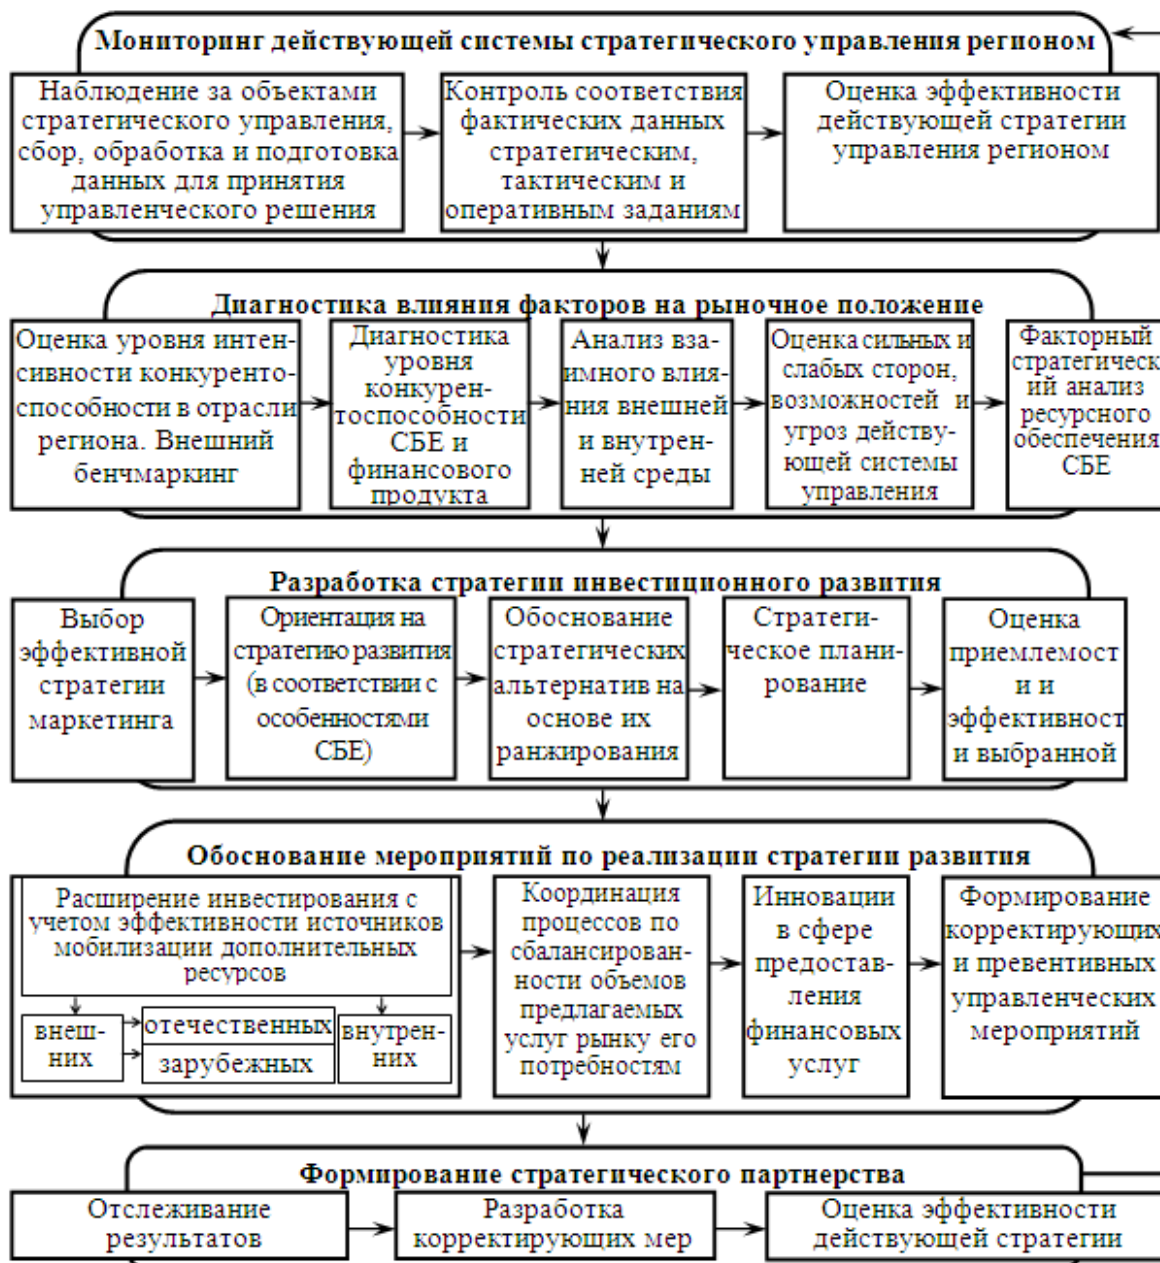 Мониторинг действующей системы стратегического управления регионом
Наблюдение за объектами
стратегического управления,
сбор, обработка и подготовка
данных для принятия
управленческого решения
Контроль соответствия
фактических данных
стратегическим,
тактическим и
оперативным заданиям
Оценка эффективности
действующей стратегии
управления регионом
Диагностика влияния факторов на рыночное положение
Оценка уровня интен-
сивности конкуренто-
способности в отрасли
региона. Внешний
бенчмаркинг
Диагностика
уровня
конкурен-
тоспособности
СБЕ и
финансового
продукта
Анализ вза-
имного влия-
ния внешней
и внутрен-
ней среды
Оценка сильных и
слабых сторон,
возможностей и
угроз действу-
ющей системы
управления
Факторный
стратегическ
ий анализ
ресурсного
обеспечения
СБЕ
Разработка стратегии инвестиционного развития
Выбор
эффективной
стратегии
маркетинга
Ориентация на
стратегию развития
(в соответствии с
особенностями
СБЕ)
Обоснование
стратегических
альтернатив на
основе их
ранжирования
Стратеги-
ческое плани-
рование
Оценка
приемлемост
и и
эффективност
и выбранной
Обоснование мероприятий по реализации стратегии развития
Расширение инвестирования с
учетом эффективности источников
мобилизации дополнительных
ресурсов
внеш-
них
отечественных
зарубежных
внутрен-
них
Координация
процессов по
сбалансирован-
ности объемов
предлагаемых
услуг рынку его
потребностям
Инновации
в сфере
предостав-
ления
финансовых
услуг
Формирование
корректирующих
и превентивных
управленческих
мероприятий
Формирование стратегического партнерства
Отслеживание
результатов
Разработка
корректирующих мер
Оценка эффективности
действующей стратегии